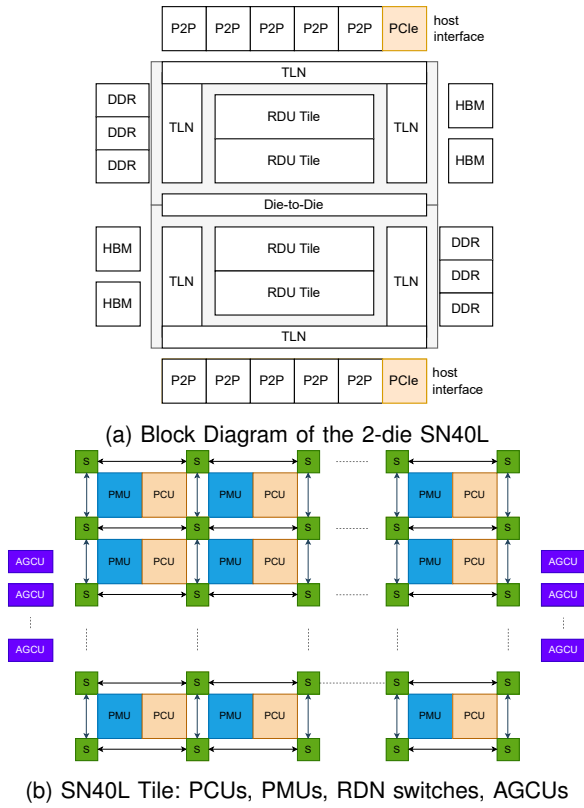 P2P P2P P2P P2P P2P PCIe host interface
TLN
DDR
DDR
DDR
TLN
RDU Tile
RDU Tile
TLN
HBM
HBM
Die-to-Die
HBM
HBM
TLN
RDU Tile
RDU Tile
TLN
DDR
DDR
DDR
TLN
P2P P2P P2P P2P P2P PCIe host interface
(a) Block Diagram of the 2-die SN40L
S S S S
PMU PCU PMU PCU PMU PCU
S S S S
AGCU PMU PCU PMU PCU PMU PCU AGCU
AGCU S S S S AGCU
AGCU AGCU
S S S S
PMU PCU PMU PCU PMU PCU
S S S S
(b) SN40L Tile: PCUs, PMUs, RDN switches, AGCUs